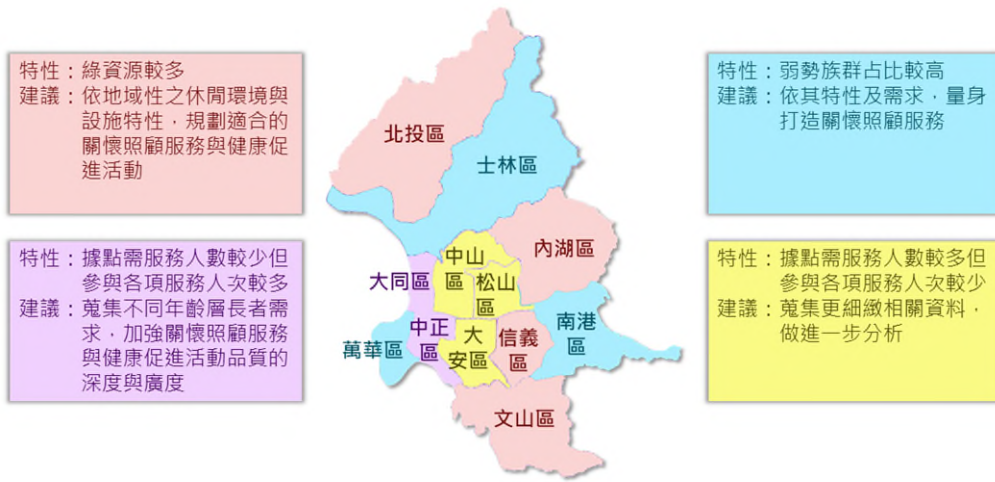 特性：綠資源較多
建議：依地域性之休閒環境與
設施特性，規劃適合的
關懷照顧服務與健康促
進活動
特性：據點需服務人數較少但
參與各項服務人次較多
建議：蒐集不同年齡層長者需
求，加強關懷照顧服務
與健康促進活動品質的
深度與廣度
北投區
士林區
內湖區
中山
區
松山
區
大同區
中正
區
大
安區
信義
區
南港
區
萬華區
文山區
特性：弱勢族群占比較高
建議：依其特性及需求，量身
打造關懷照顧服務
特性：據點需服務人數較多但
參與各項服務人次較少
建議：蒐集更細緻相關資料，
做進一步分析